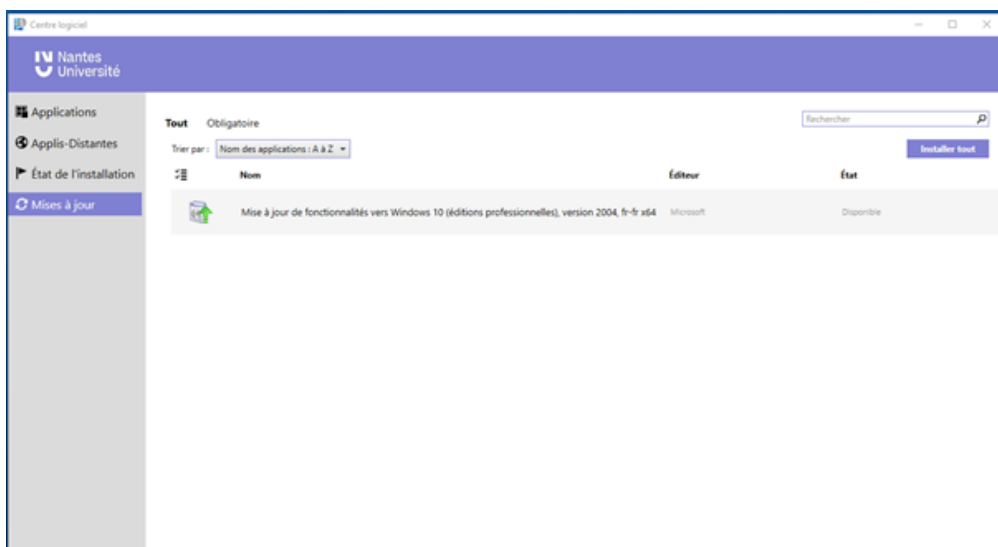 Centre logiciel
Nantes
Université
Applications
Applis-Distantes
État de l'installation
Mises à jour
Tout Obligatoire
Rechercher
Trier par : Nom des applications : A à Z
Installer tout
Nom Éditeur État
Mise à jour de fonctionnalités vers Windows 10 (éditions professionnelles), version 2004, fr-fr x64 Microsoft Disponible